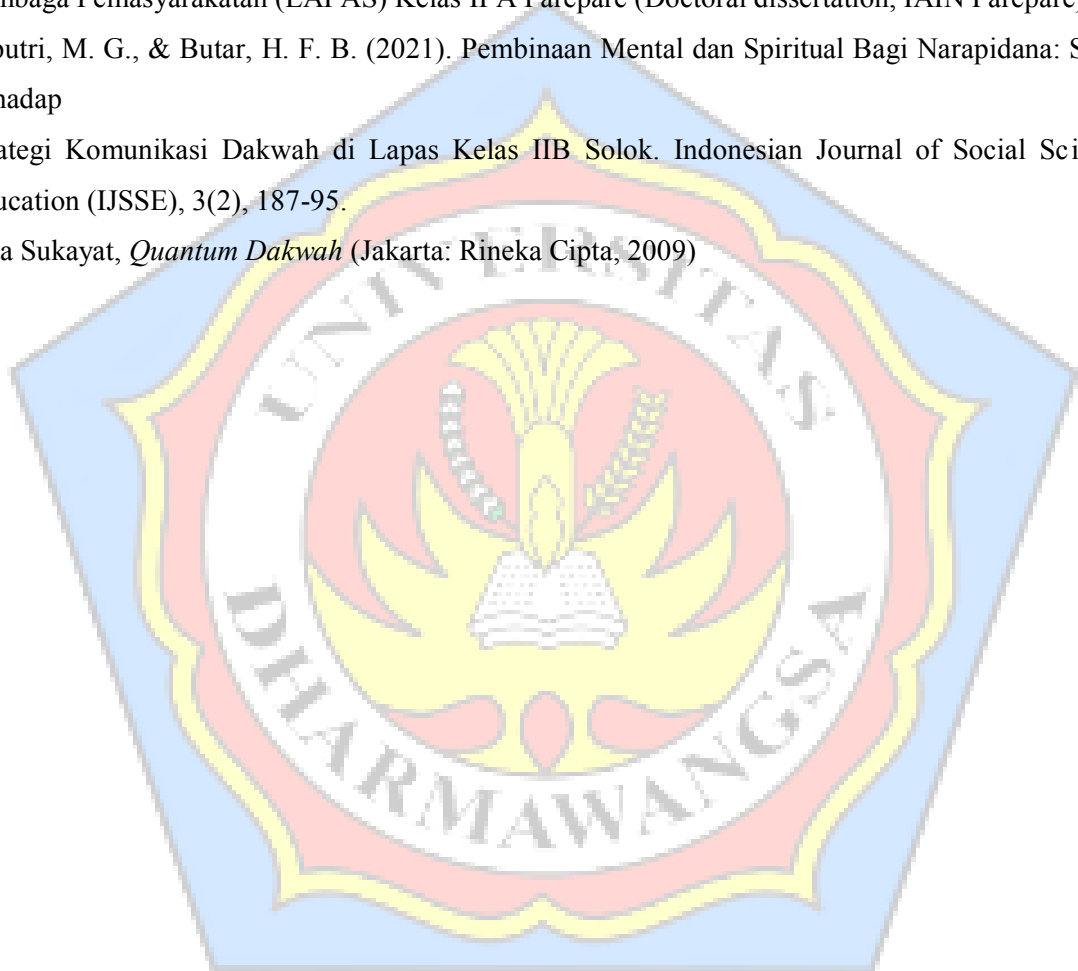 mbaga Pemasyarakatan (LAPAS) Kelas II A Parepare (Doctoral dissertation, IAIN Parepare)
putri, M. G., & Butar, H. F. B. (2021). Pembinaan Mental dan Spiritual Bagi Narapidana: S
hadap
ategi Komunikasi Dakwah di Lapas Kelas IIB Solok. Indonesian Journal of Social Sci
ucation (IJSSE), 3(2), 187-95.
a Sukayat, Quantum Dakwah (Jakarta: Rineka Cipta, 2009)
UNIVERSITAS
DHARMAWANGSA